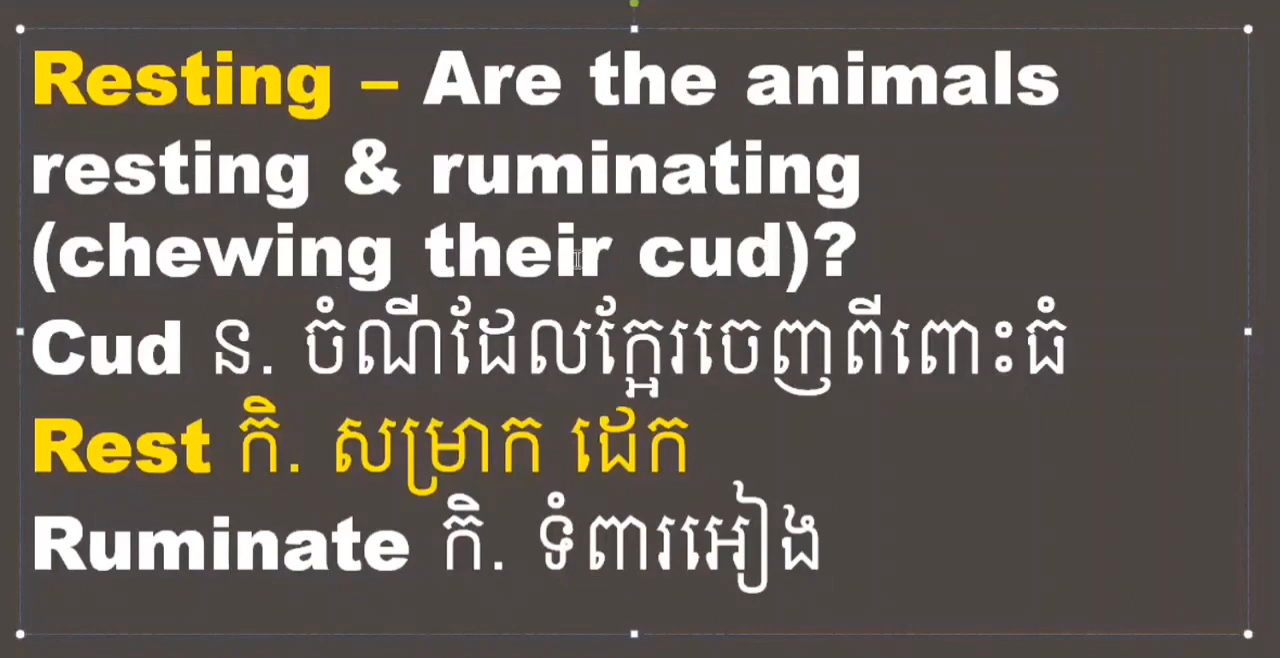 Resting – Are the animals
resting & ruminating
(chewing their cud)?
Cud ន. ចំណីដែលក្អែរចេញពីពោះធំ
Rest កិ. សម្រាក ដេក
Ruminate កិ. ទំពារអៀង